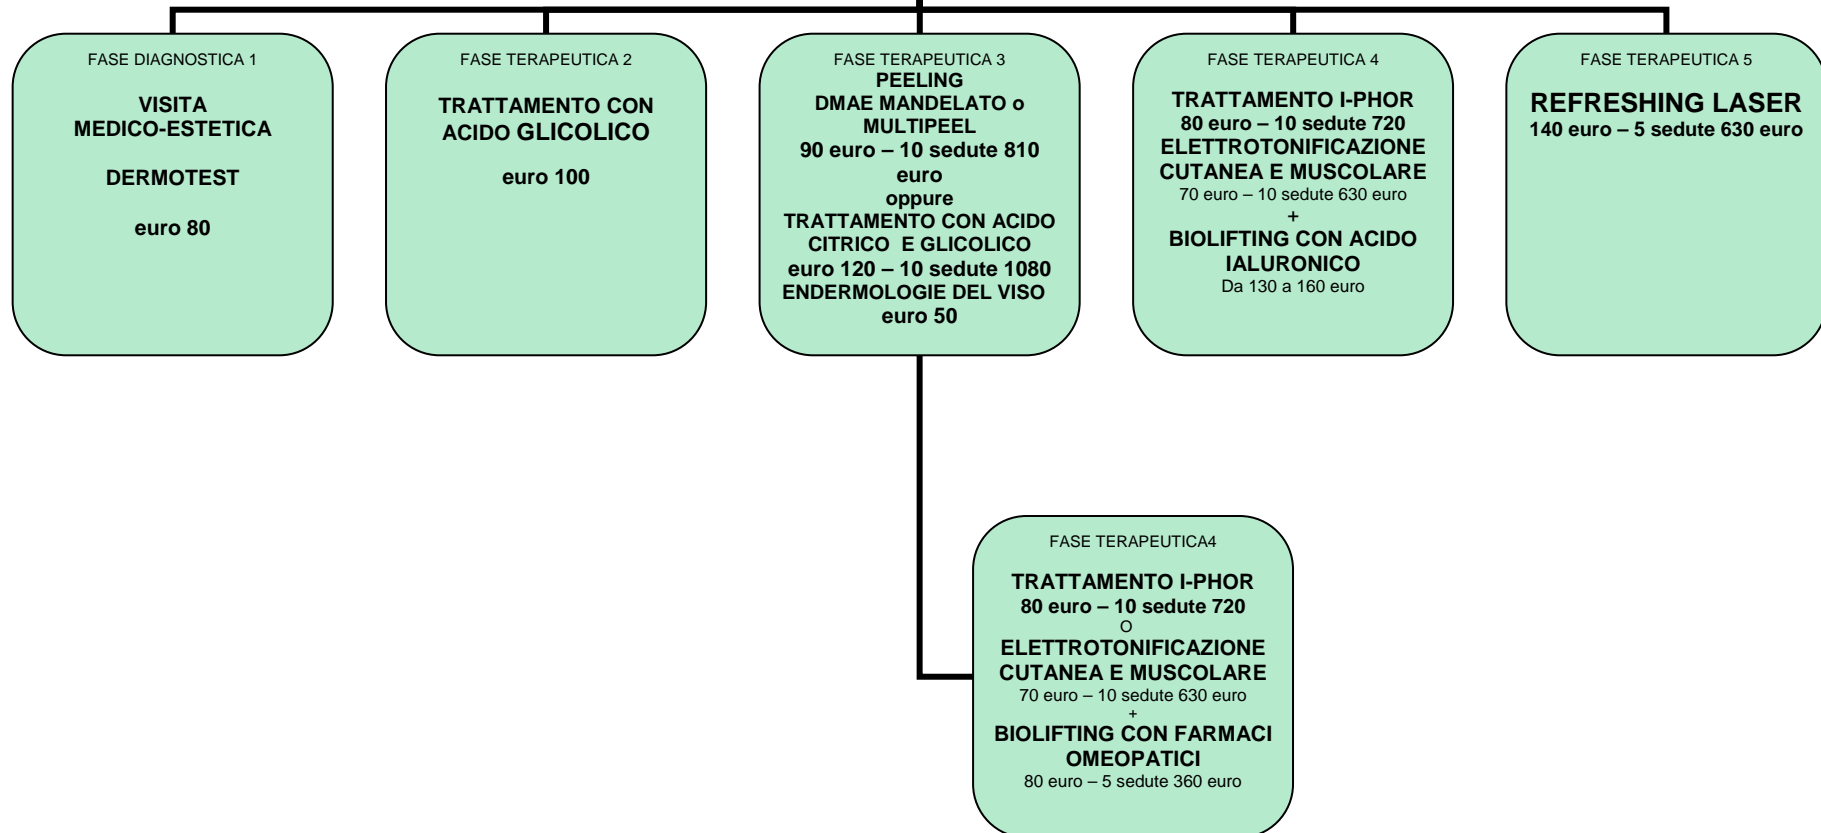 FASE DIAGNOSTICA 1
VISITA
MEDICO-ESTETICA
DERMOTEST
euro 80
FASE TERAPEUTICA 2
TRATTAMENTO CON
ACIDO GLICOLICO
euro 100
FASE TERAPEUTICA 3
PEELING
DMAE MANDELATO o
MULTIPEEL
90 euro – 10 sedute 810
euro
oppure
TRATTAMENTO CON ACIDO
CITRICO E GLICOLICO
euro 120 – 10 sedute 1080
ENDERMOLOGIE DEL VISO
euro 50
FASE TERAPEUTICA 4
TRATTAMENTO I-PHOR
80 euro – 10 sedute 720
ELETTROTONIFICAZIONE
CUTANEA E MUSCOLARE
70 euro – 10 sedute 630 euro
+
BIOLIFTING CON ACIDO
IALURONICO
Da 130 a 160 euro
FASE TERAPEUTICA 5
REFRESHING LASER
140 euro – 5 sedute 630 euro
FASE TERAPEUTICA4
TRATTAMENTO I-PHOR
80 euro – 10 sedute 720
O
ELETTROTONIFICAZIONE
CUTANEA E MUSCOLARE
70 euro – 10 sedute 630 euro
+
BIOLIFTING CON FARMACI
OMEOPATICI
80 euro – 5 sedute 360 euro